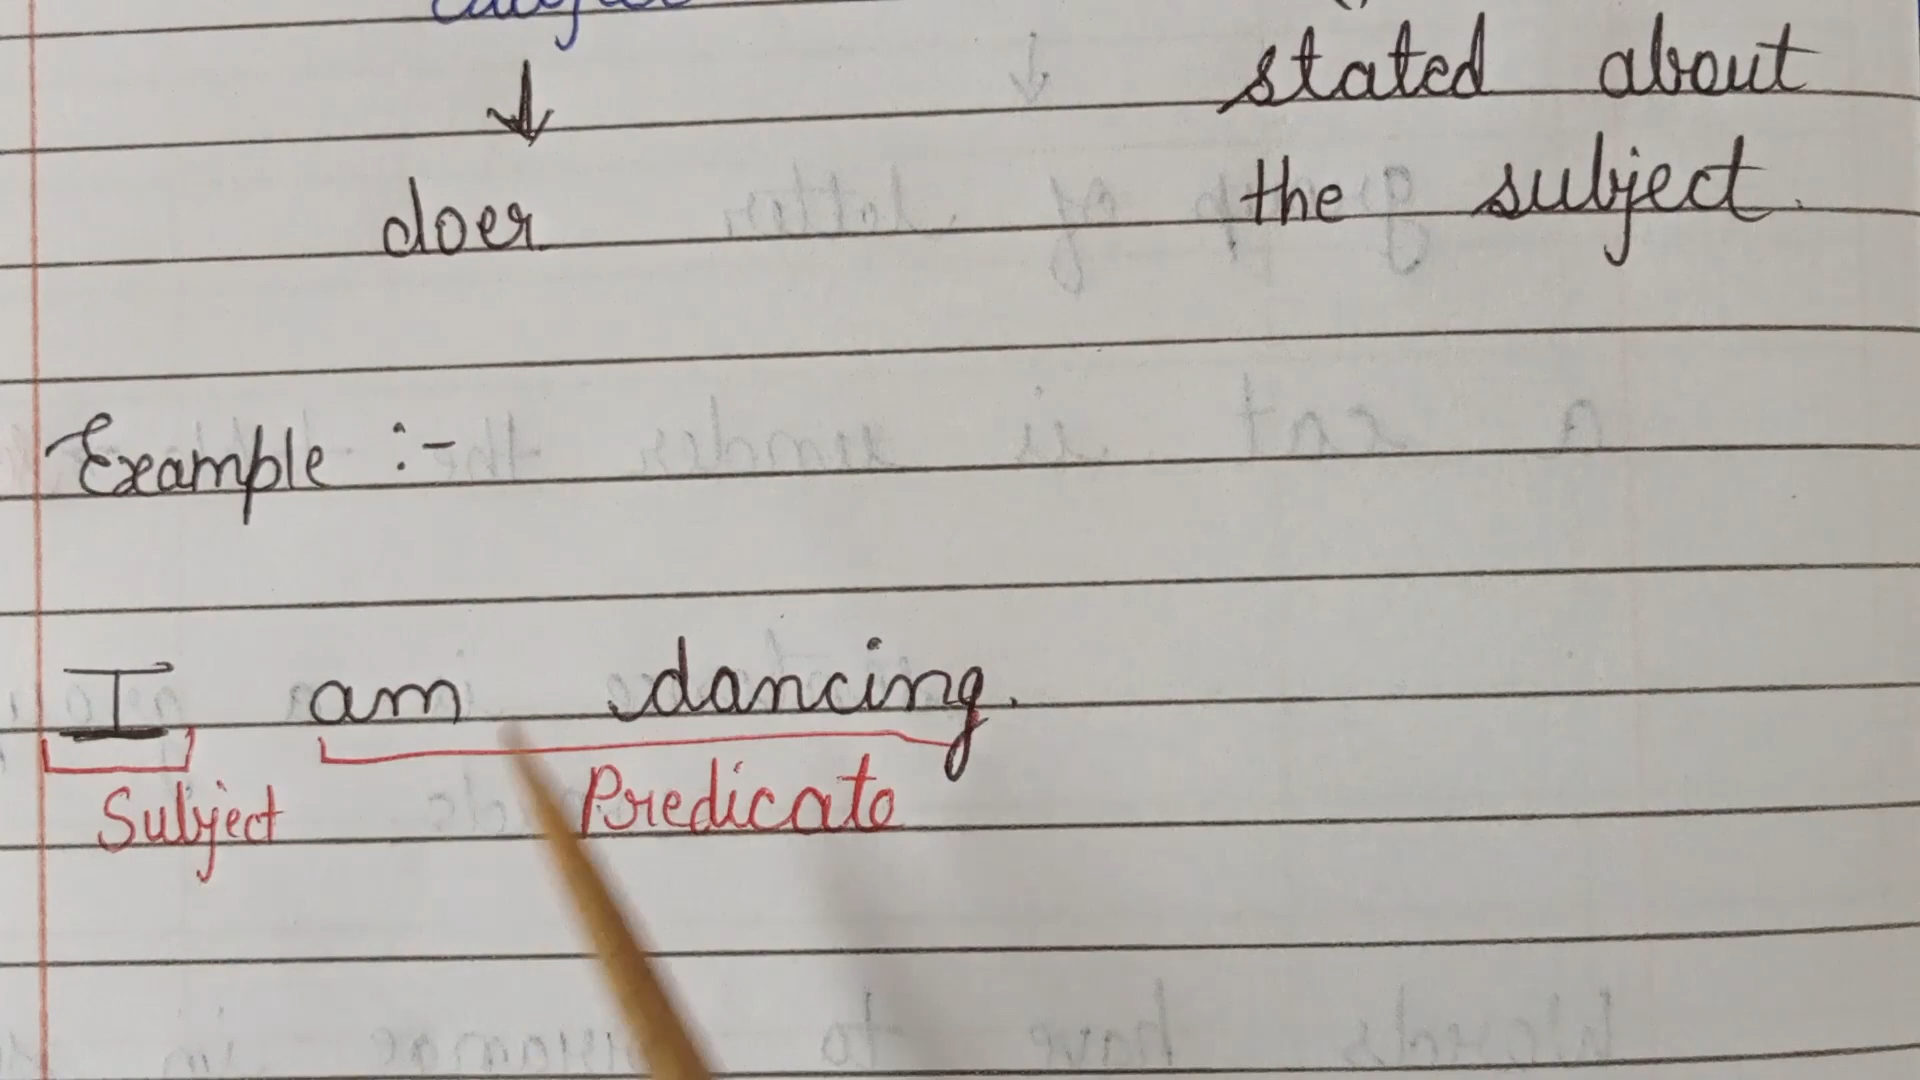 stated about
the subject.
doer
Example :-
I am dancing.
Subject Predicate